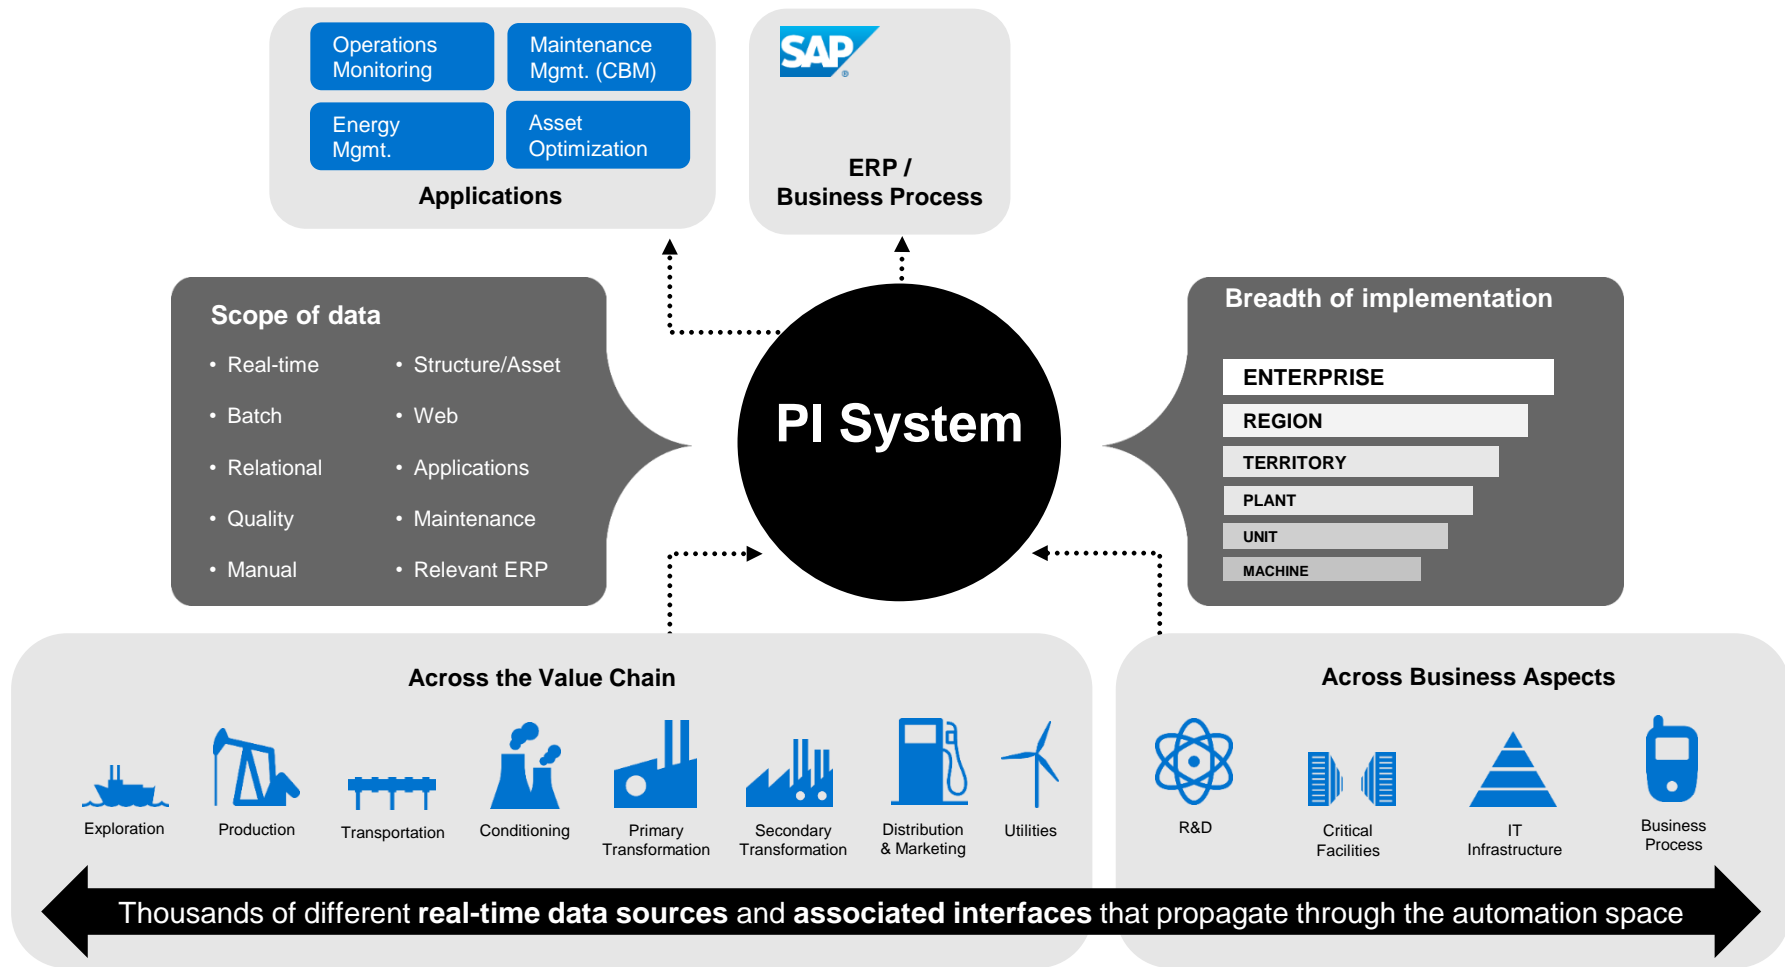 Operations
Monitoring
Maintenance
Mgmt. (CBM)
Energy
Mgmt.
Asset
Optimization
Applications
SAP
®
ERP /
Business Process
Scope of data
• Real-time
• Batch
• Relational
• Quality
• Manual
• Structure/Asset
• Web
• Applications
• Maintenance
• Relevant ERP
PI System
Breadth of implementation
ENTERPRISE
REGION
TERRITORY
PLANT
UNIT
MACHINE
Across the Value Chain
Exploration
Production
Transportation
Conditioning
Primary
Transformation
Secondary
Transformation
Distribution
& Marketing
Utilities
Across Business Aspects
R&D
Critical
Facilities
IT
Infrastructure
Business
Process
Thousands of different real-time data sources and associated interfaces that propagate through the automation space